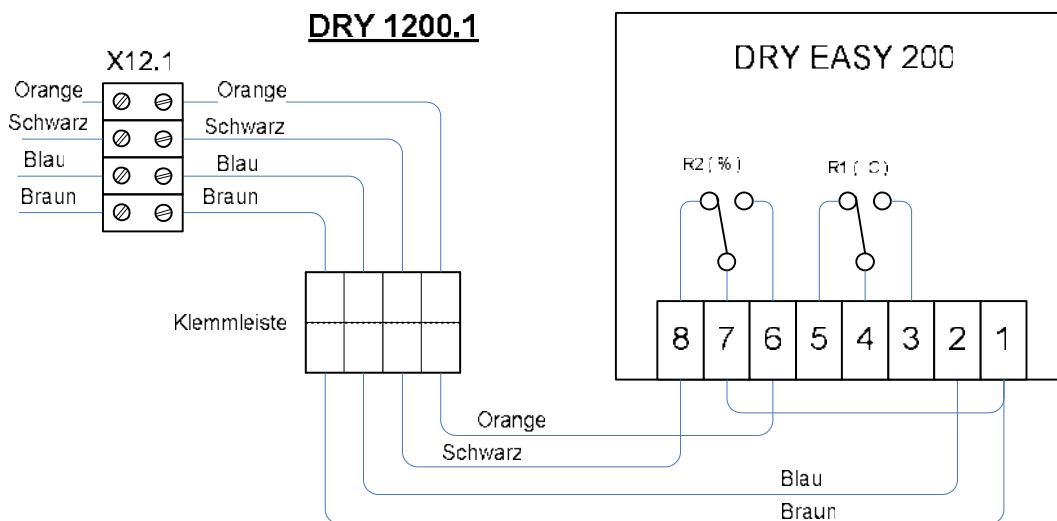 DRY 1200.1
DRY EASY 200
X12.1
Orange Orange
Schwarz Schwarz
Blau Blau
Braun Braun
R2 ( % ) R1 ( C )
Klemmleiste
8 7 6 5 4 3 2 1
Orange
Schwarz
Blau
Braun